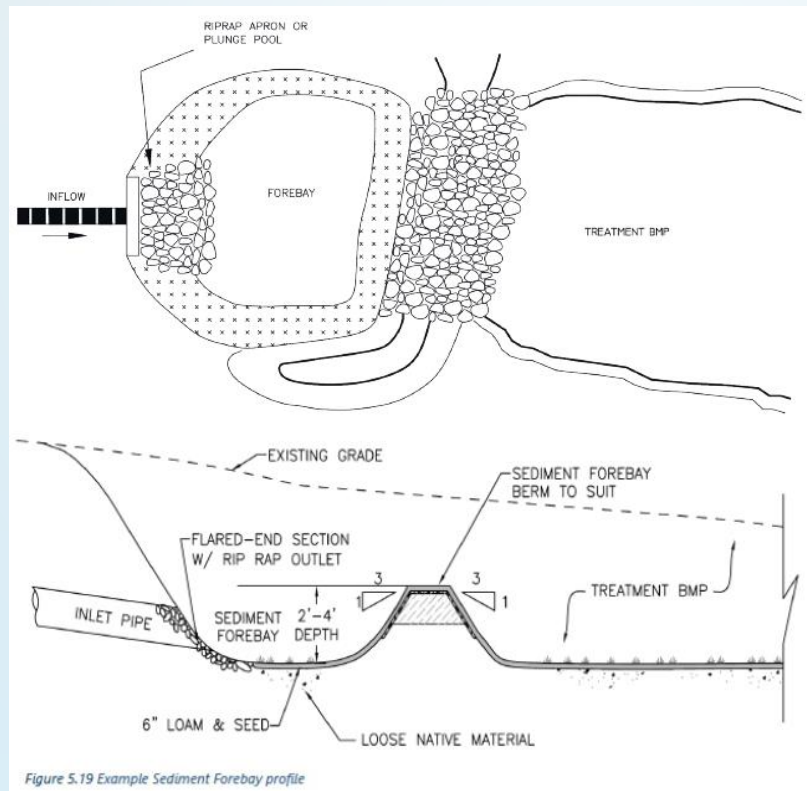 RIPRAP APRON OR
PLUNGE POOL
INFLOW
FOREBAY
TREATMENT BMP
EXISTING GRADE
SEDIMENT FOREBAY
BERM TO SUIT
FLARED-END SECTION
W/ RIP RAP OUTLET
3
3
1
1
TREATMENT BMP
INLET PIPE
SEDIMENT 2'-4'
FOREBAY DEPTH
6" LOAM & SEED
LOOSE NATIVE MATERIAL
Figure 5.19 Example Sediment Forebay profile